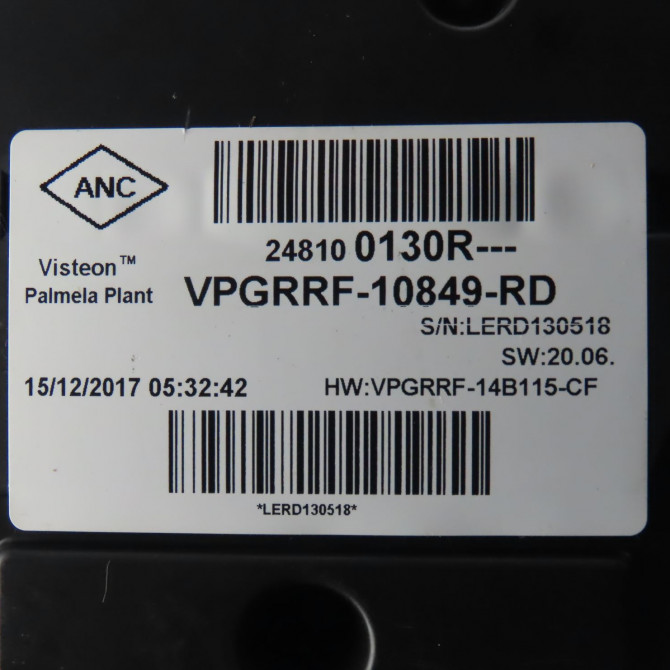 ANC
24810 0130R---
Visteon™
Palmela Plant
VPGRRF-10849-RD
S/N:LERD130518
SW:20.06.
15/12/2017 05:32:42
HW:VPGRRF-14B115-CF
*LERD130518*